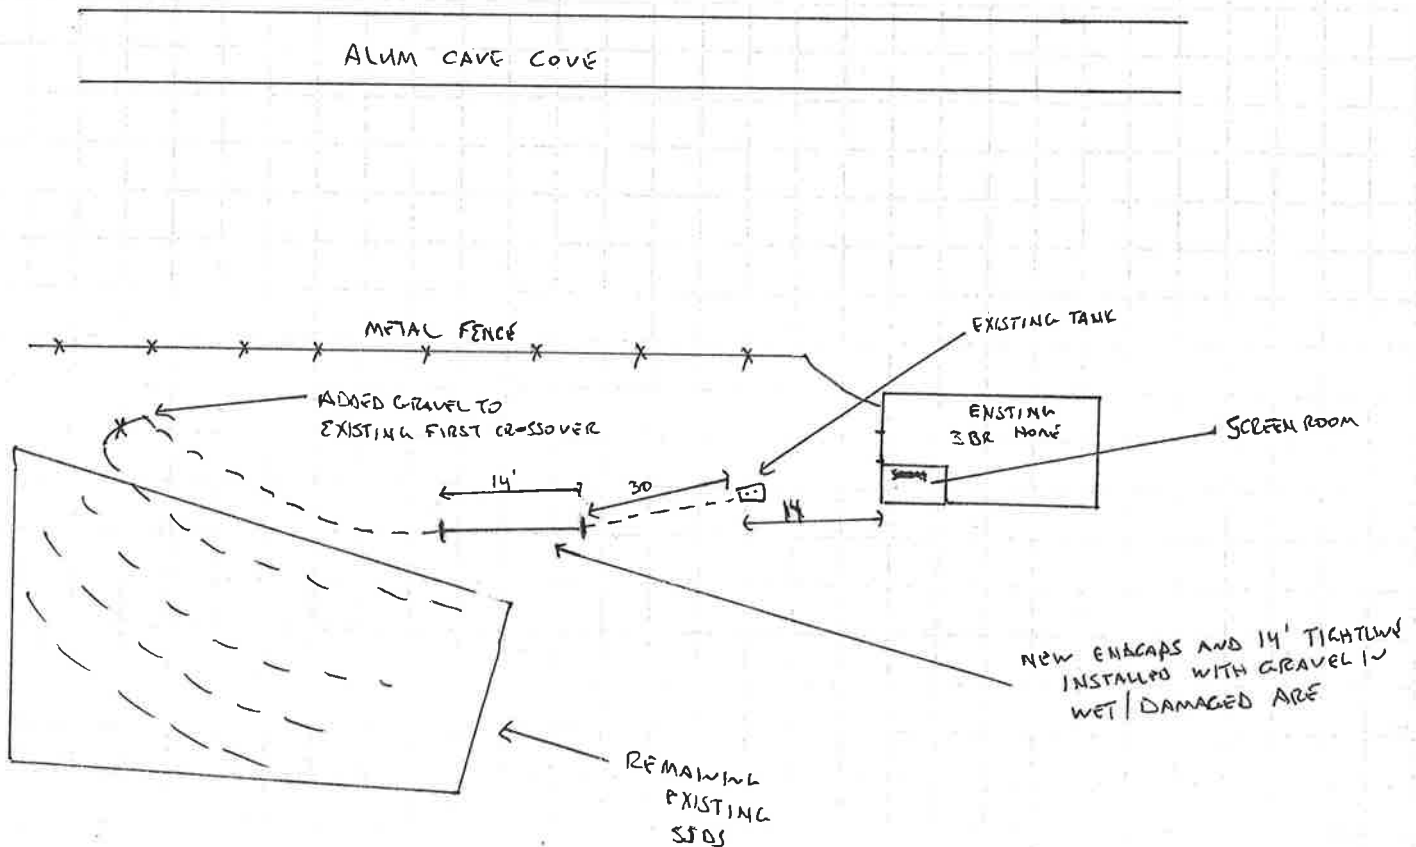 ALUM CAVE COVE
METAL FENCE
EXISTING TANK
ADDED GRAVEL TO
EXISTING FIRST CROSSOVER
ENSTING
3BR HOME
SCREEN ROOM
14'
30
14
NEW ENDCAPS AND 14' TIGHTLINE
INSTALLED WITH GRAVEL IN
WET/DAMAGED ARE
REMAINING
EXISTING
SSDS